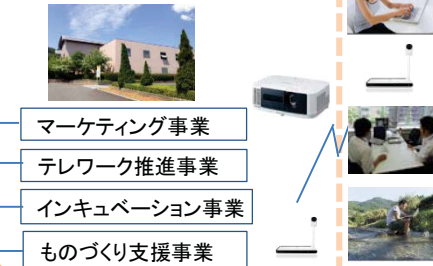 マーケティング事業
テレワーク推進事業
インキュベーション事業
ものづくり支援事業